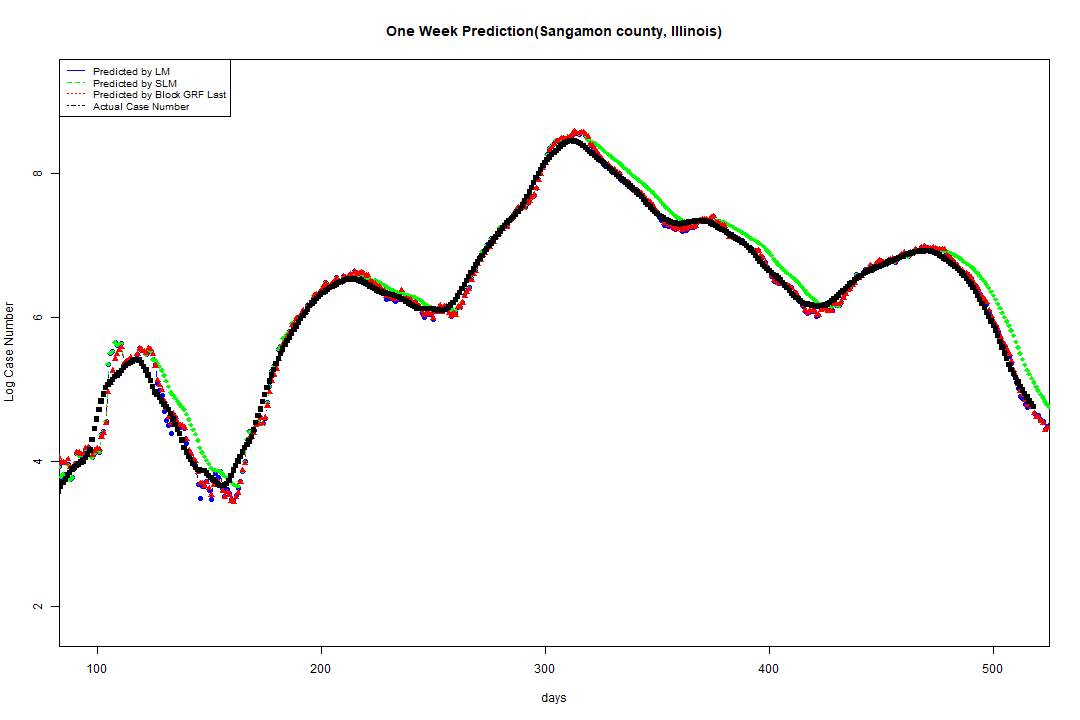 One Week Prediction(Sangamon county, Illinois)
Predicted by LM
Predicted by SLM
Predicted by Block GRF Last
Actual Case Number
Log Case Number
8
6
4
2
100 200 300 400 500
days